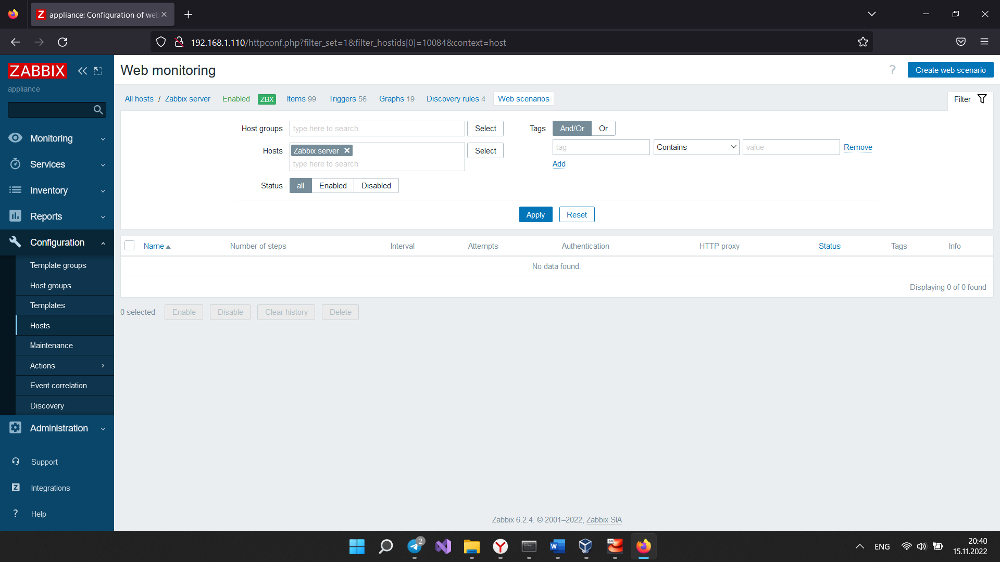 appliance: Configuration of web
192.168.1.110/httpconf.php?filter_set=1&filter_hostids[0]=10084&context=host
ZABBIX
appliance
Monitoring
Services
Inventory
Reports
Configuration
Template groups
Host groups
Templates
Hosts
Maintenance
Actions
Event correlation
Discovery
Administration
Support
Integrations
Help
Web monitoring
? Create web scenario
All hosts / Zabbix server Enabled ZBX Items 99 Triggers 56 Graphs 19 Discovery rules 4 Web scenarios Filter
Host groups type here to search Select Tags And/Or Or
Hosts Zabbix server Select tag Contains value Remove
type here to search Add
Status all Enabled Disabled
Apply Reset
Name Number of steps Interval Attempts Authentication HTTP proxy Status Tags Info
No data found.
Displaying 0 of 0 found
0 selected Enable Disable Clear history Delete
Zabbix 6.2.4. © 2001–2022, Zabbix SIA
2
64
ENG
20:40
15.11.2022